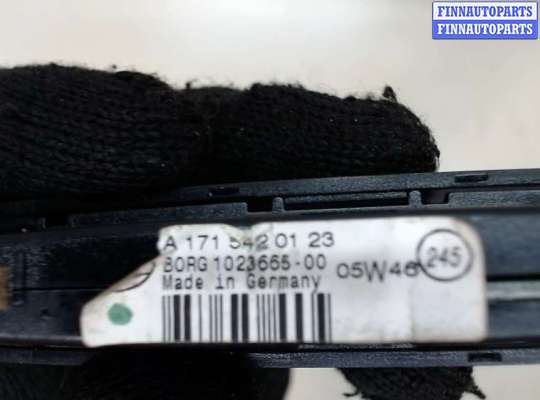 FINNAUTOPARTS
FINNAUTOPARTS
A 171 542 01 23
BORG 1023665-00
05W46
245
Made in Germany